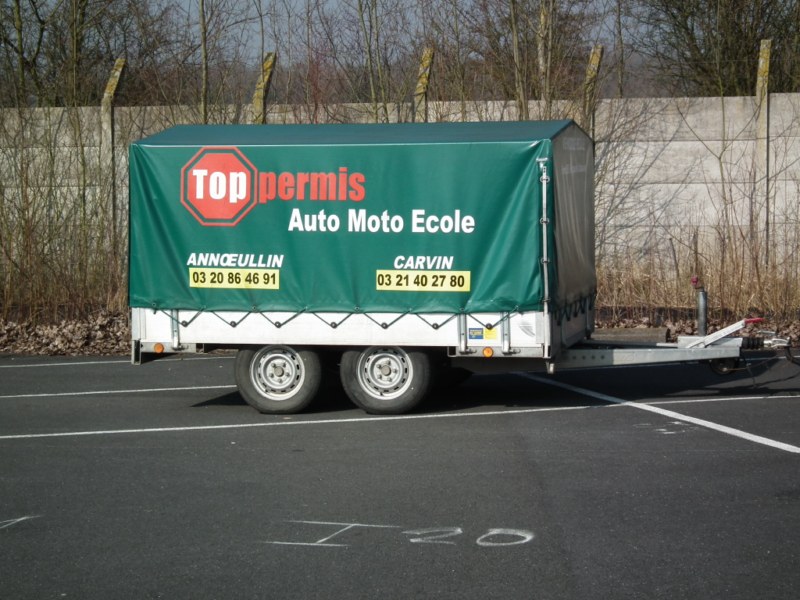 Top permis
Auto Moto Ecole
ANNŒULLIN
03 20 86 46 91
CARVIN
03 21 40 27 80
I 20